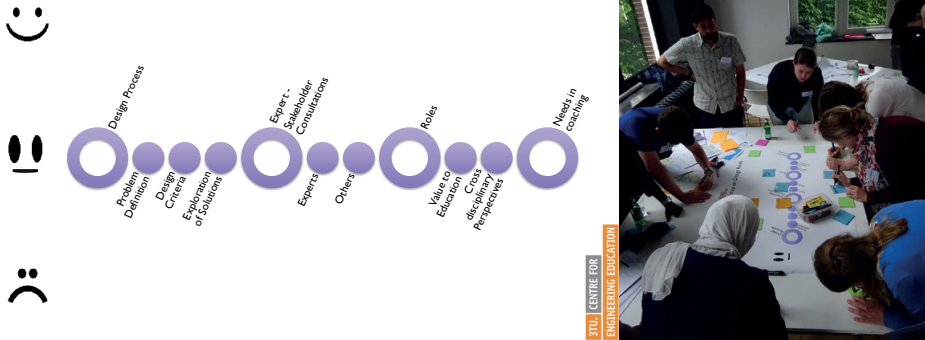 Design Process
Problem
Definition
Design
Criteria
Exploration
of Solutions
Expert -
Stakeholder
Consultations
Experts
Others
Roles
Value to
Education
Cross
disciplinary
Perspectives
Needs in
coaching
3TU. CENTRE FOR
ENGINEERING EDUCATION